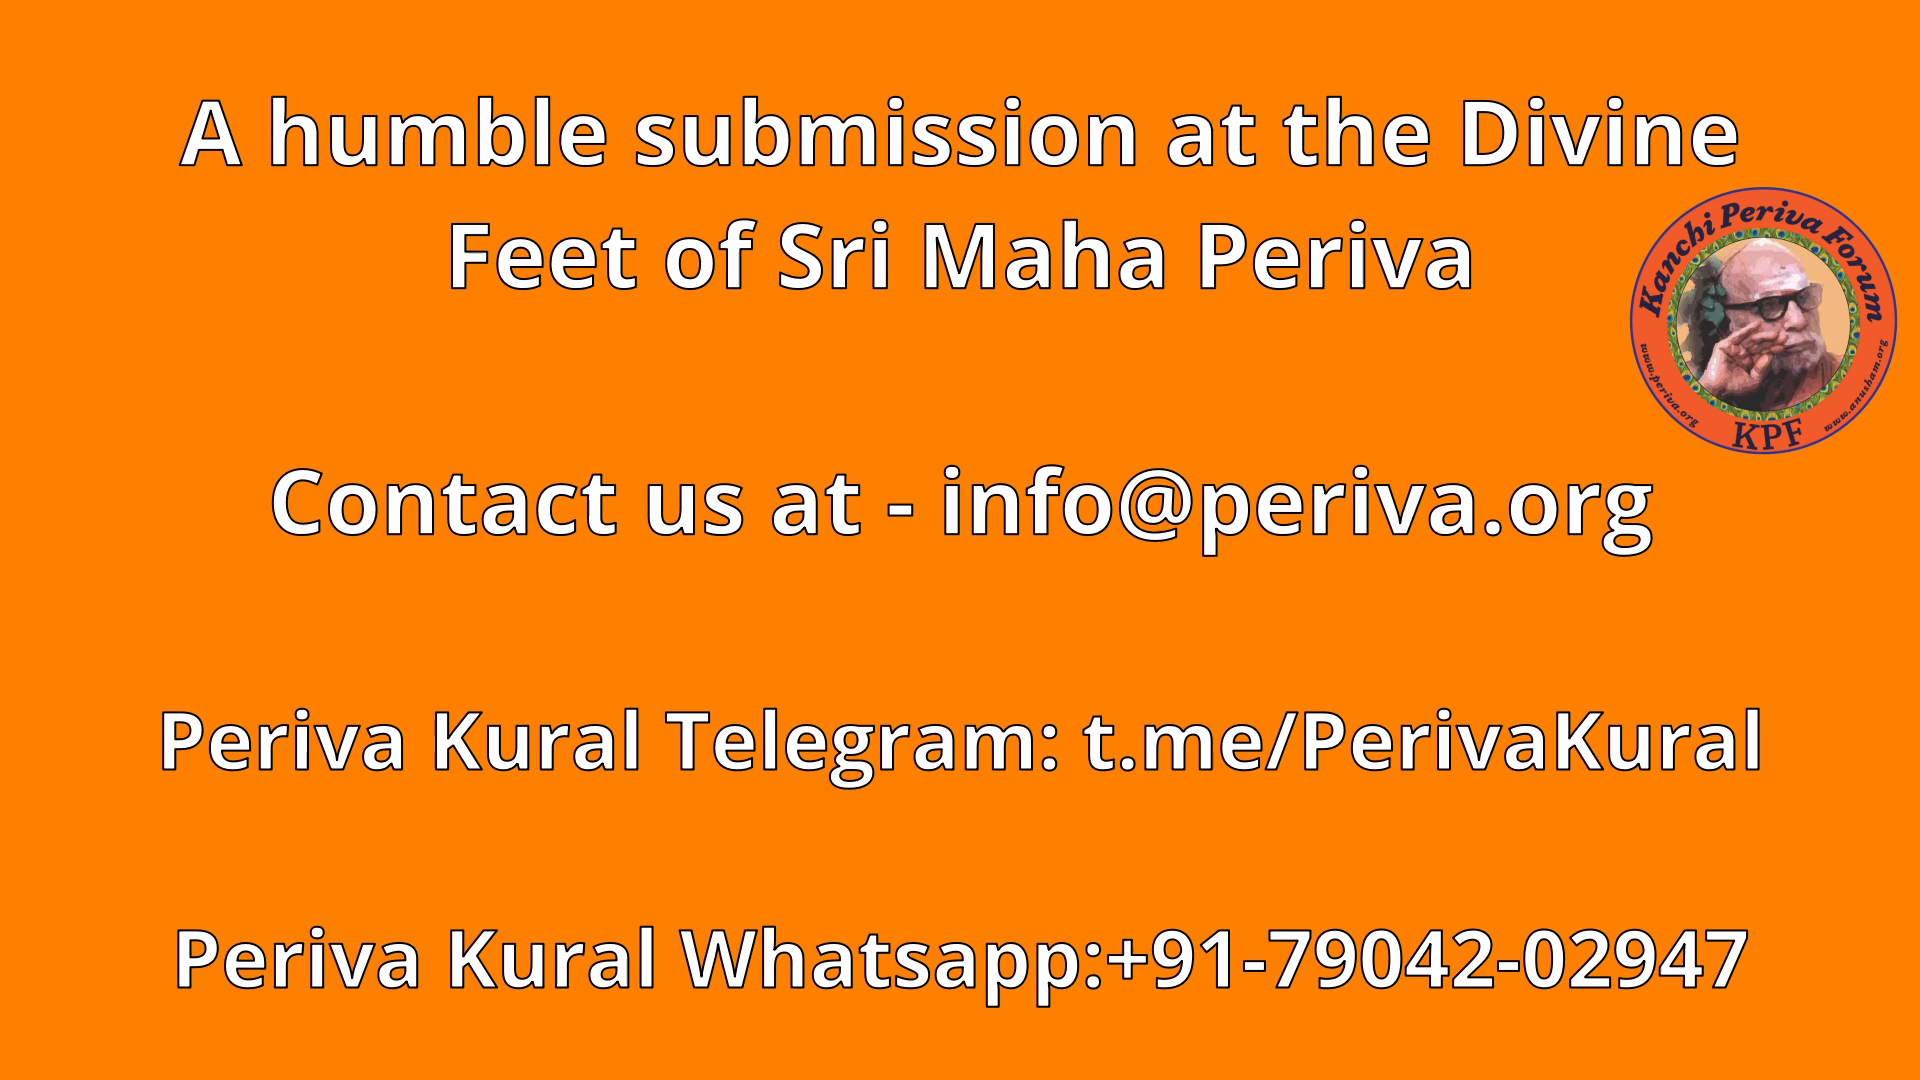 A humble submission at the Divine
Feet of Sri Maha Periva
Kanchi Periva Forum
www.periva.org
www.anusham.org
KPF
Contact us at - info@periva.org
Periva Kural Telegram: t.me/PerivaKural
Periva Kural Whatsapp:+91-79042-02947